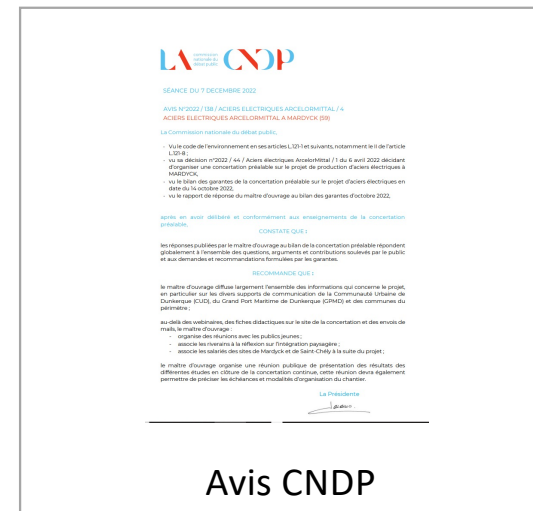 LA commission nationale du débat public CNDP
SÉANCE DU 7 DECEMBRE 2022
AVIS N°2022 / 138 / ACIERS ELECTRIQUES ARCELORMITTAL / 4
ACIERS ELECTRIQUES ARCELORMITTAL A MARDYCK (59)
La Commission nationale du débat public,
- Vu le code de l'environnement en ses articles L.121-1 et suivants, notamment le II de l'article
L.121-8 ;
- vu sa décision n°2022 / 44 / Aciers électriques ArcelorMittal / 1 du 6 avril 2022 décidant
d'organiser une concertation préalable sur le projet de production d'aciers électriques à
MARDYCK,
- vu le bilan des garantes de la concertation préalable sur le projet d'aciers électriques en
date du 14 octobre 2022,
- vu le rapport de réponse du maître d'ouvrage au bilan des garantes d'octobre 2022,
après en avoir délibéré et conformément aux enseignements de la concertation
préalable,
CONSTATE QUE :
les réponses publiées par le maître d'ouvrage au bilan de la concertation préalable répondent
globalement à l'ensemble des questions, arguments et contributions soulevés par le public
et aux demandes et recommandations formulées par les garantes.
RECOMMANDE QUE :
le maître d'ouvrage diffuse largement l'ensemble des informations qui concerne le projet,
en particulier sur les divers supports de communication de la Communauté Urbaine de
Dunkerque (CUD), du Grand Port Maritime de Dunkerque (GPMD) et des communes du
périmètre ;
au-delà des webinaires, des fiches didactiques sur le site de la concertation et des envois de
mails, le maître d'ouvrage :
- organise des réunions avec les publics jeunes ;
- associe les riverains à la réflexion sur l'intégration paysagère ;
- associe les salariés des sites de Mardyck et de Saint-Chély à la suite du projet ;
le maître d'ouvrage organise une réunion publique de présentation des résultats des
différentes études en clôture de la concertation continue, cette réunion devra également
permettre de préciser les échéances et modalités d'organisation du chantier.
La Présidente
Avis CNDP